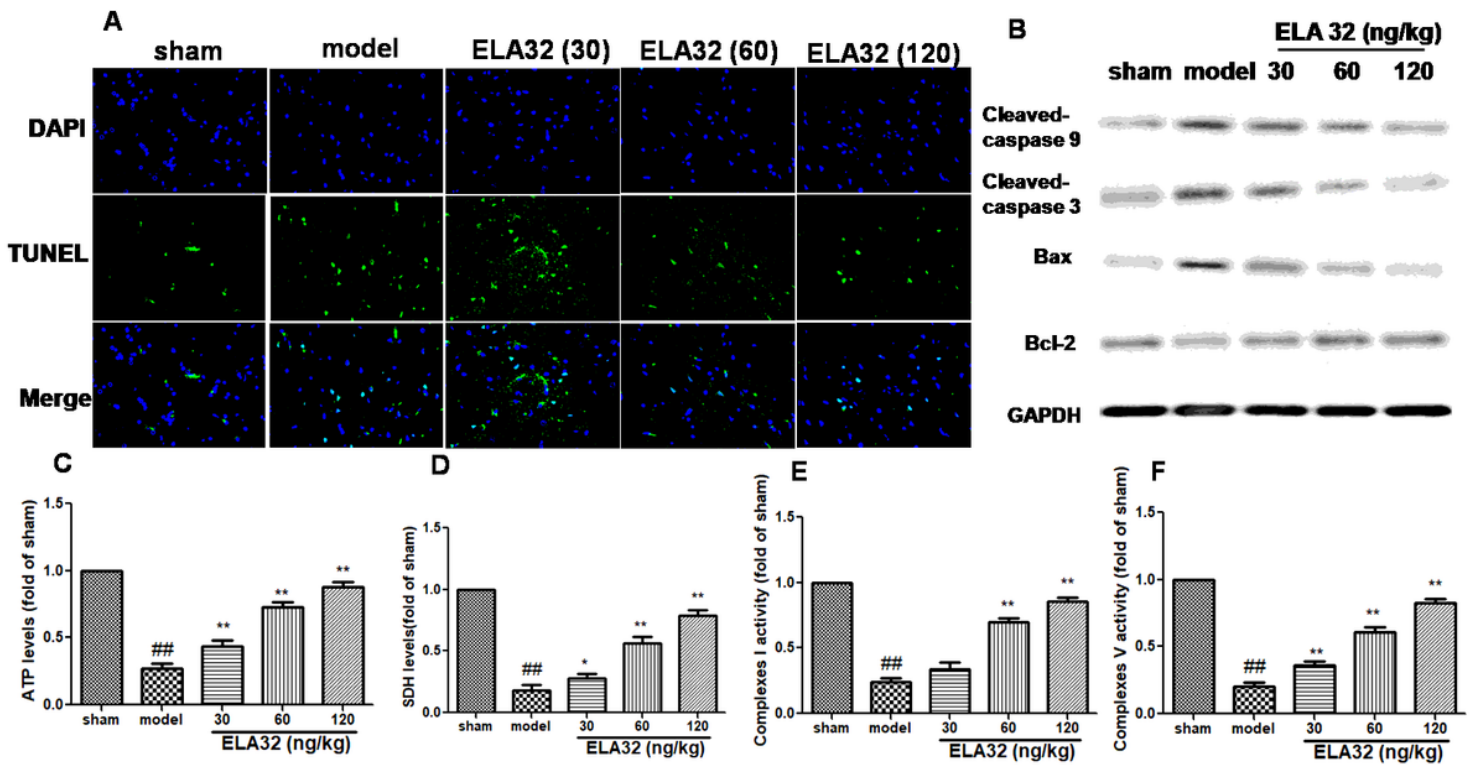 A
sham model ELA32 (30) ELA32 (60) ELA32 (120)
DAPI
TUNEL
Merge
B
ELA 32 (ng/kg)
sham model 30 60 120
Cleaved-
caspase 9
Cleaved-
caspase 3
Bax
Bcl-2
GAPDH
C
ATP levels (fold of sham)
1.5
1.0
0.5
0.0
##
**
**
**
sham model 30 60 120
ELA32 (ng/kg)
D
SDH levels(fold of sham)
1.5
1.0
0.5
0.0
##
*
**
**
sham model 30 60 120
ELA32 (ng/kg)
E
Complexes I activity (fold of sham)
1.5
1.0
0.5
0.0
##
**
**
sham model 30 60 120
ELA32 (ng/kg)
F
Complexes V activity (fold of sham)
1.5
1.0
0.5
0.0
##
**
**
**
sham model 30 60 120
ELA32 (ng/kg)